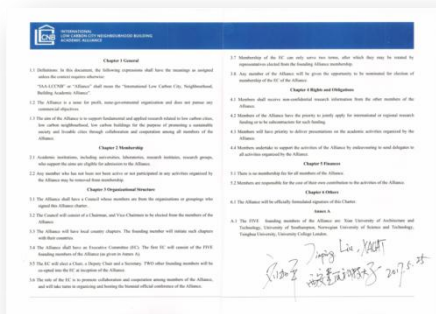 INTERNATIONAL
LOW CARBON CITY NEIGHBOURHOOD BUILDING
ACADEMIC ALLIANCE
Chapter 1 General
1.1 Definitions. In this document, the following expressions shall have the meanings as assigned
unless the context requires otherwise:
"IAA-LCCNB" or "Alliance" shall mean the "International Low Carbon City, Neighbourhood,
Building Academic Alliance".
1.2 The Alliance is a none for profit, none-governmental organisation and does not pursue any
commercial objectives.
1.3 The aim of the Alliance is to support fundamental and applied research related to low carbon cities,
low carbon neighbourhood, low carbon buildings for the purpose of promoting a sustainable
society and liveable cities through collaboration and cooperation among all members of the
Alliance.
Chapter 2 Membership
2.1 Academic institutions, including universities, laboratories, research institutes, research groups,
who support the aim are eligible for admission to the Alliance.
2.2 Any member who has not been active or not participated in any activities organised by
the Alliance may be removed from membership.
Chapter 3 Organisational Structure
3.1 The Alliance shall have a Council whose members are from the organisations or groupings who
signed this Alliance charter.
3.2 The Council will consist of a Chairman, and Vice Chairmen to be elected from the members of the
Alliance.
3.3 The Alliance will have local country chapters. The founding member will initiate such chapters
with their countries.
3.4 The Alliance shall have an Executive Committee (EC). The first EC will consist of the FIVE
founding members of the Alliance (as given in Annex A).
3.5 The EC will elect a Chair, a Deputy Chair and a Secretary. TWO other founding members will be
co-opted into the EC at inception of the Alliance.
3.6 The role of the EC is to promote collaboration and cooperation among members of the Alliance,
and will take turns in organizing and hosting the biennial official conference of the Alliance.
3.7 Membership of the EC can only serve two terms, after which they may be rotated by
representatives elected from the founding Alliance membership.
3.8 Any member of the Alliance will be given the opportunity to be nominated for election of
membership of the EC of the Alliance.
Chapter 4 Rights and Obligations
4.1 Members shall receive non-confidential research information from the other members of the
Alliance.
4.2 Members of the Alliance have the priority to jointly apply for international or regional research
funding or to be subcontractors for such funding.
4.3 Members will have priority to deliver presentations on the academic activities organised by the
Alliance.
4.4 Members undertake to support the activities of the Alliance by endeavouring to send delegates to
all activities organised by the Alliance.
Chapter 5 Finances
5.1 There is no membership fee for all members of the Alliance.
5.2 Members are responsible for the cost of their own contribution to the activities of the Alliance.
Chapter 6 Others
6.1 The Alliance will be officially formulated signature of this Charter
Annex A
A.1 The FIVE founding members of the Alliance are: Xian University of Architecture and
Technology, University of Southampton, Norwegian University of Science and Technology,
Tsinghua University, University College London.
Jiaping Liu, XAUAT
2017.5.25